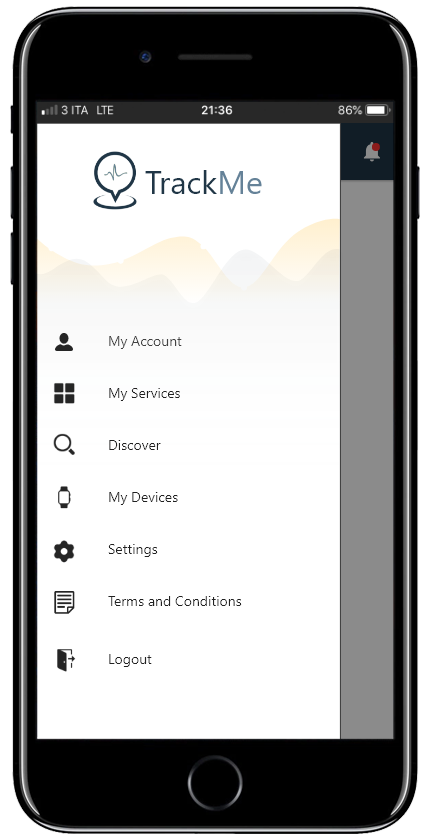 3 ITA LTE 21:36 86%
TrackMe
My Account
My Services
Discover
My Devices
Settings
Terms and Conditions
Logout